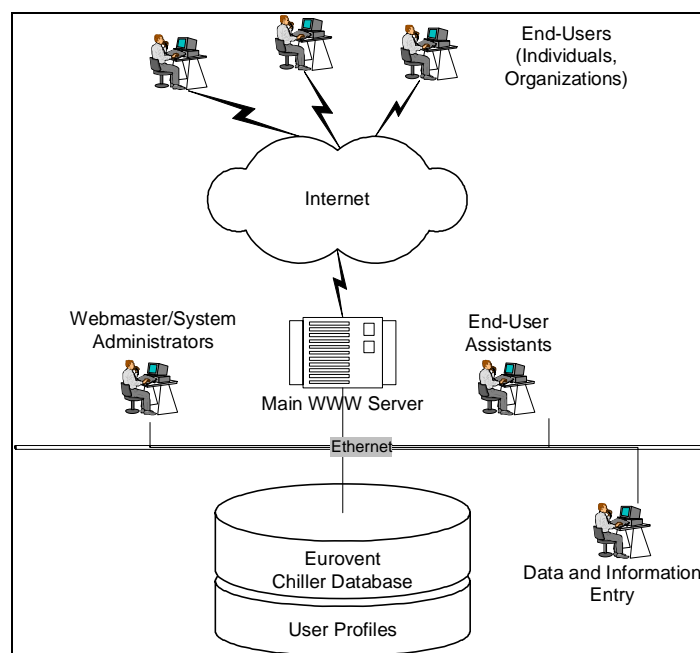 End-Users
(Individuals,
Organizations)
Internet
Webmaster/System
Administrators
End-User
Assistants
Main WWW Server
Ethernet
Eurovent
Chiller Database
Data and Information
Entry
User Profiles